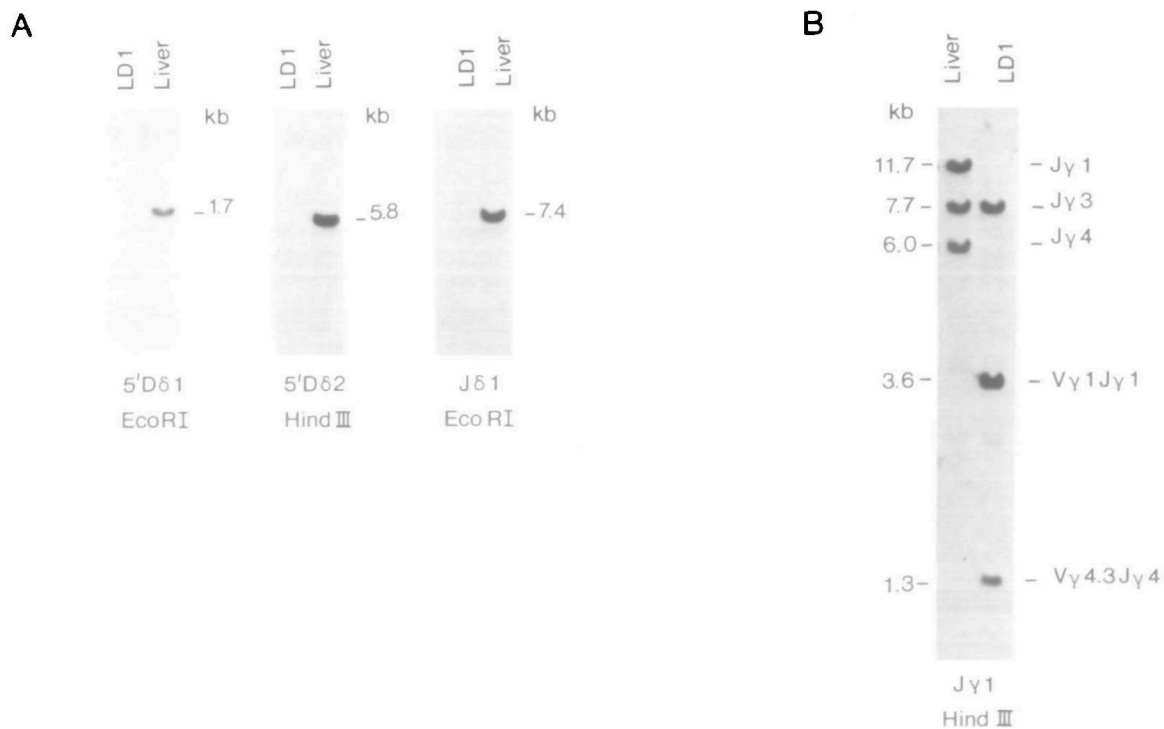 A
LD1 Liver
kb
1.7
5'Dδ1
EcoRI
LD1 Liver
kb
5.8
5'Dδ2
Hind III
LD1 Liver
kb
7.4
Jδ1
EcoRI
B
Liver LD1
kb
11.7 Jγ1
7.7 Jγ3
6.0 Jγ4
3.6 Vγ1Jγ1
1.3 Vγ4.3Jγ4
Jγ1
Hind III